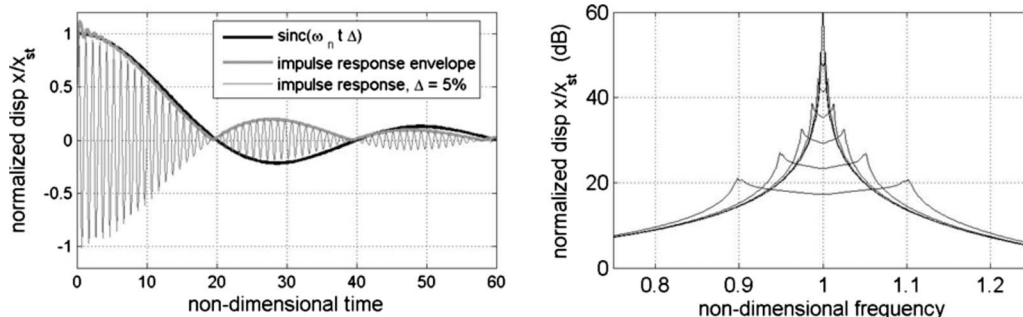 normalized disp x/x_st
1
0.5
0
-0.5
-1
sinc(ω_n t Δ)
impulse response envelope
impulse response, Δ = 5%
0 10 20 30 40 50 60
non-dimensional time
normalized disp x/x_st (dB)
60
40
20
0
0.8 0.9 1 1.1 1.2
non-dimensional frequency